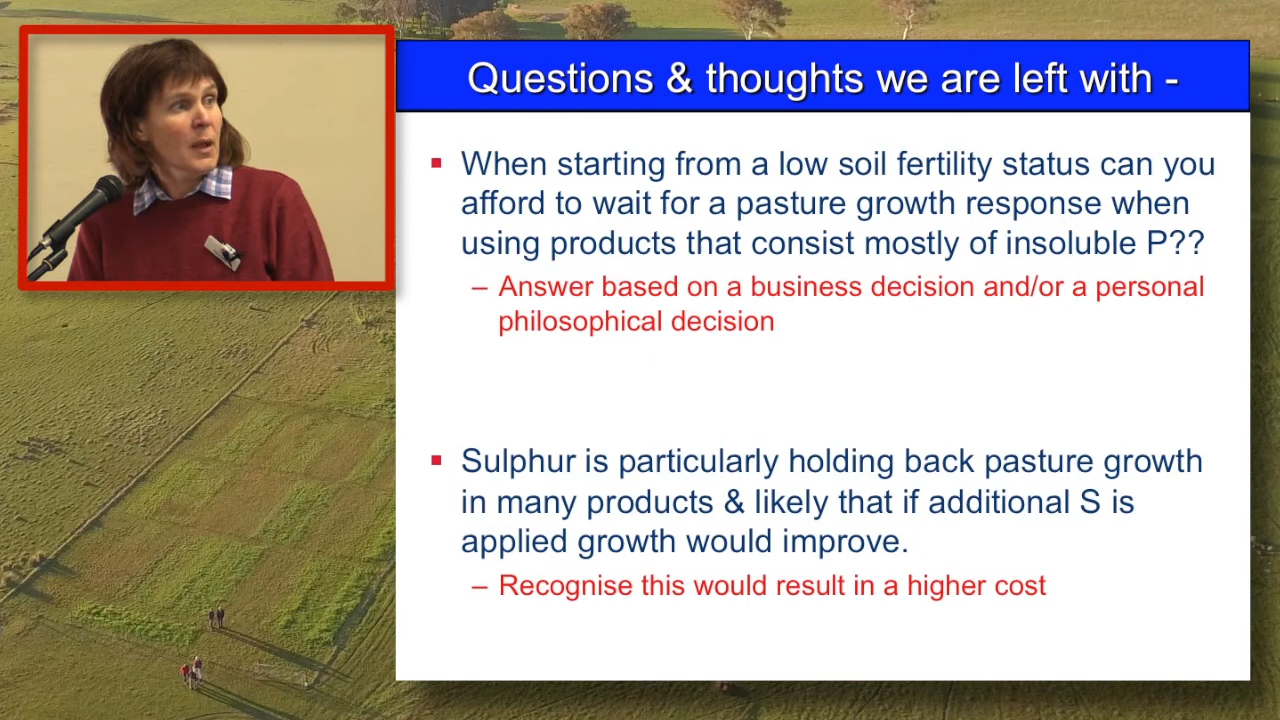 Questions & thoughts we are left with -
▪ When starting from a low soil fertility status can you
afford to wait for a pasture growth response when
using products that consist mostly of insoluble P??
– Answer based on a business decision and/or a personal
philosophical decision
▪ Sulphur is particularly holding back pasture growth
in many products & likely that if additional S is
applied growth would improve.
– Recognise this would result in a higher cost